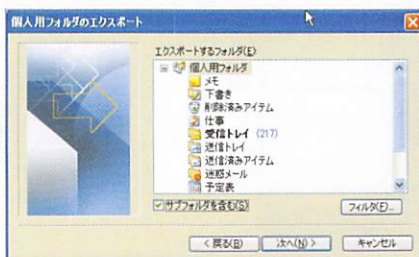 個人用フォルダのエクスポート
エクスポートするフォルダ(E):
個人用フォルダ
メモ
下書き
削除済みアイテム
仕事
受信トレイ (217)
送信トレイ
送信済みアイテム
迷惑メール
予定表
サブフォルダを含む(S)
フィルタ(F)...
< 戻る(B)
次へ(N) >
キャンセル